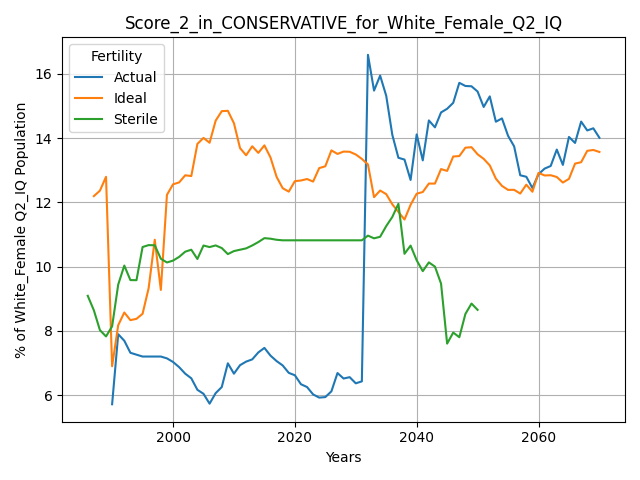 Score_2_in_CONSERVATIVE_for_White_Female_Q2_IQ
Fertility
Actual
Ideal
Sterile
% of White_Female Q2_IQ Population
16
14
12
10
8
6
2000 2020 2040 2060
Years